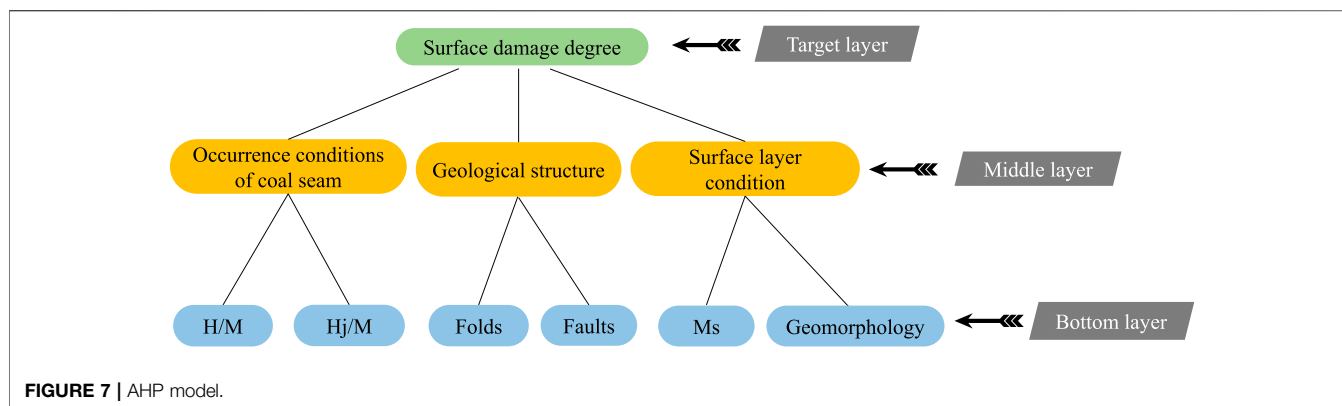 Surface damage degree
Target layer
Occurrence conditions
of coal seam
Geological structure
Surface layer
condition
Middle layer
H/M
Hj/M
Folds
Faults
Ms
Geomorphology
Bottom layer
FIGURE 7 | AHP model.